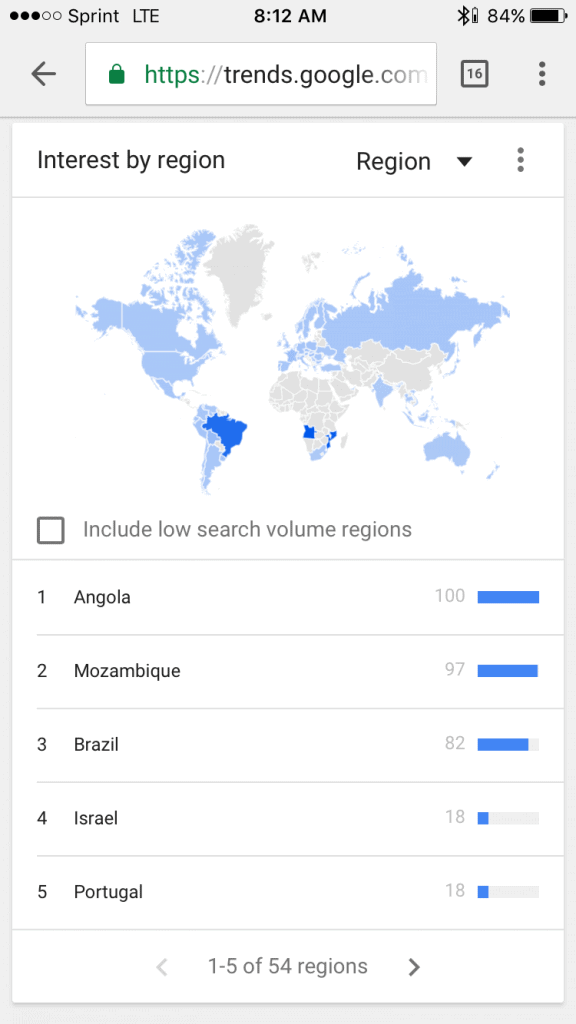 Sprint LTE 8:12 AM 84%
https://trends.google.com 16
Interest by region Region
Include low search volume regions
1 Angola 100
2 Mozambique 97
3 Brazil 82
4 Israel 18
5 Portugal 18
1-5 of 54 regions